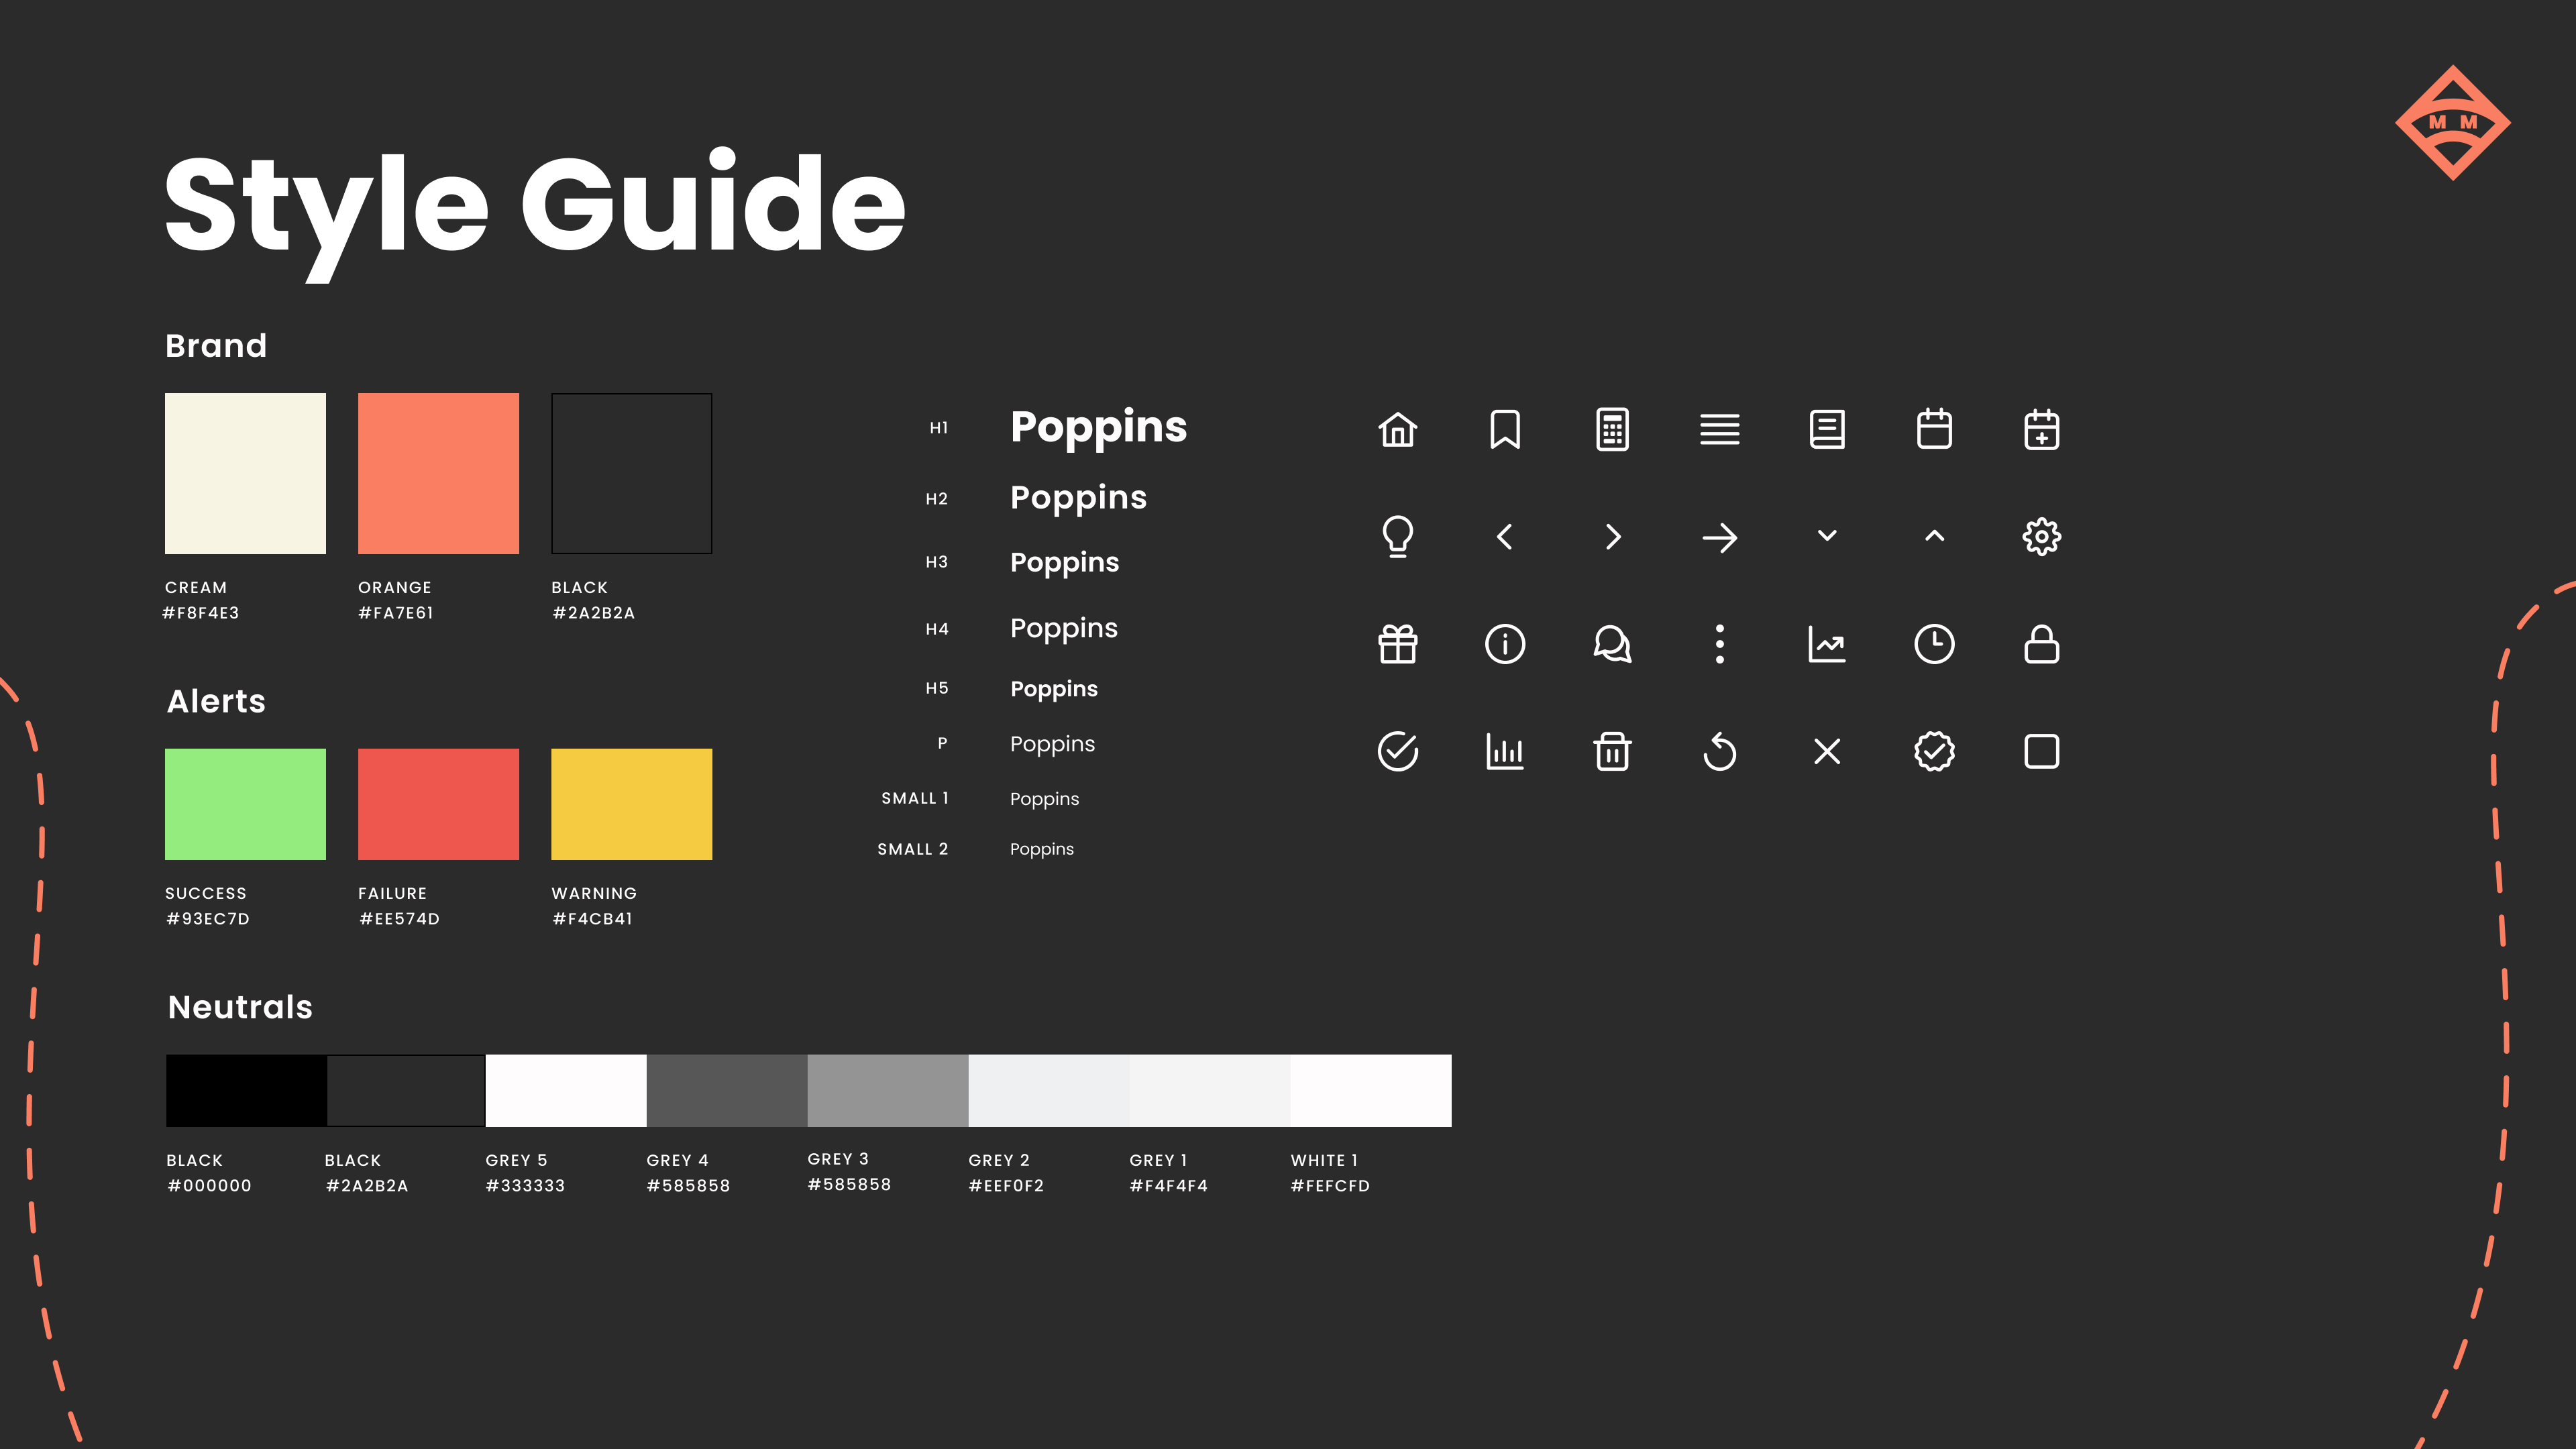 M M
Style Guide
Brand
CREAM
#F8F4E3
ORANGE
#FA7E61
BLACK
#2A2B2A
Alerts
SUCCESS
#93EC7D
FAILURE
#EE574D
WARNING
#F4CB41
H1 Poppins
H2 Poppins
H3 Poppins
H4 Poppins
H5 Poppins
P Poppins
SMALL 1 Poppins
SMALL 2 Poppins
Neutrals
BLACK
#000000
BLACK
#2A2B2A
GREY 5
#333333
GREY 4
#585858
GREY 3
#585858
GREY 2
#EEF0F2
GREY 1
#F4F4F4
WHITE 1
#FEFCFD